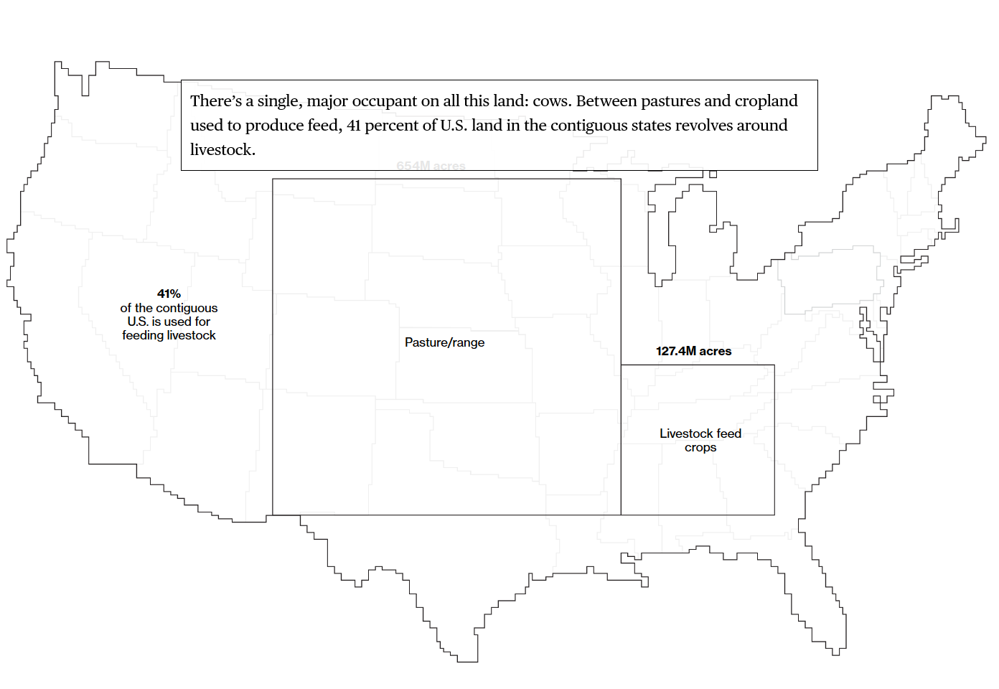 There’s a single, major occupant on all this land: cows. Between pastures and cropland
used to produce feed, 41 percent of U.S. land in the contiguous states revolves around
livestock.
654M acres
41%
of the contiguous
U.S. is used for
feeding livestock
Pasture/range
127.4M acres
Livestock feed
crops